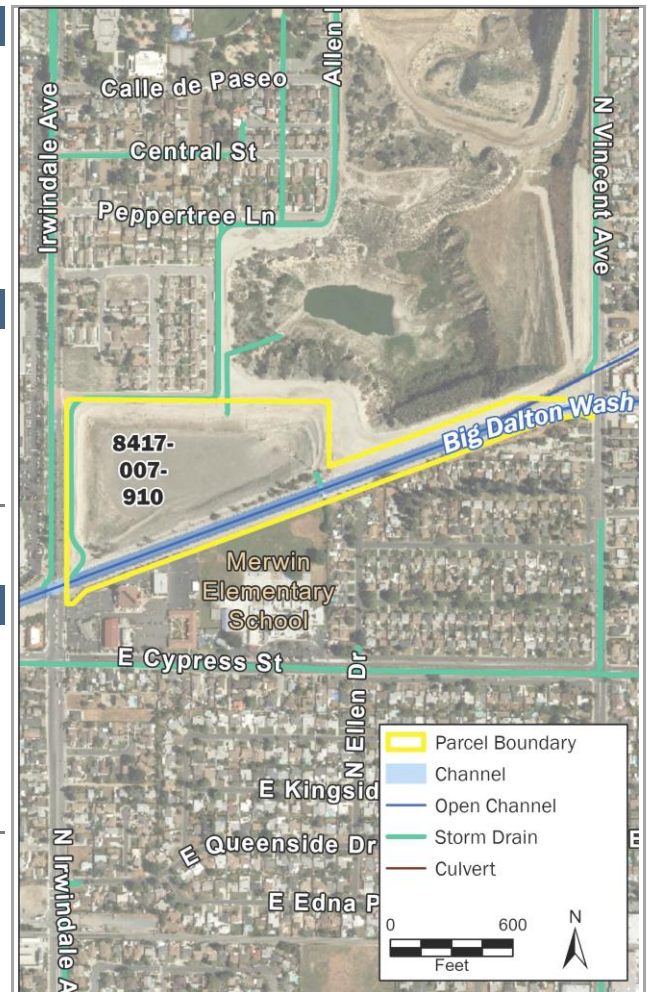 Calle de Paseo
Allen
Irwindale Ave
N Vincent Ave
Central St
Peppertree Ln
Big Dalton Wash
8417-
007-
910
Merwin
Elementary
School
E Cypress St
N Ellen Dr
E Kingsid
E Queenside Dr
E
E Edna P
N Irwindale A
Parcel Boundary
Channel
Open Channel
Storm Drain
Culvert
0 600
Feet
N